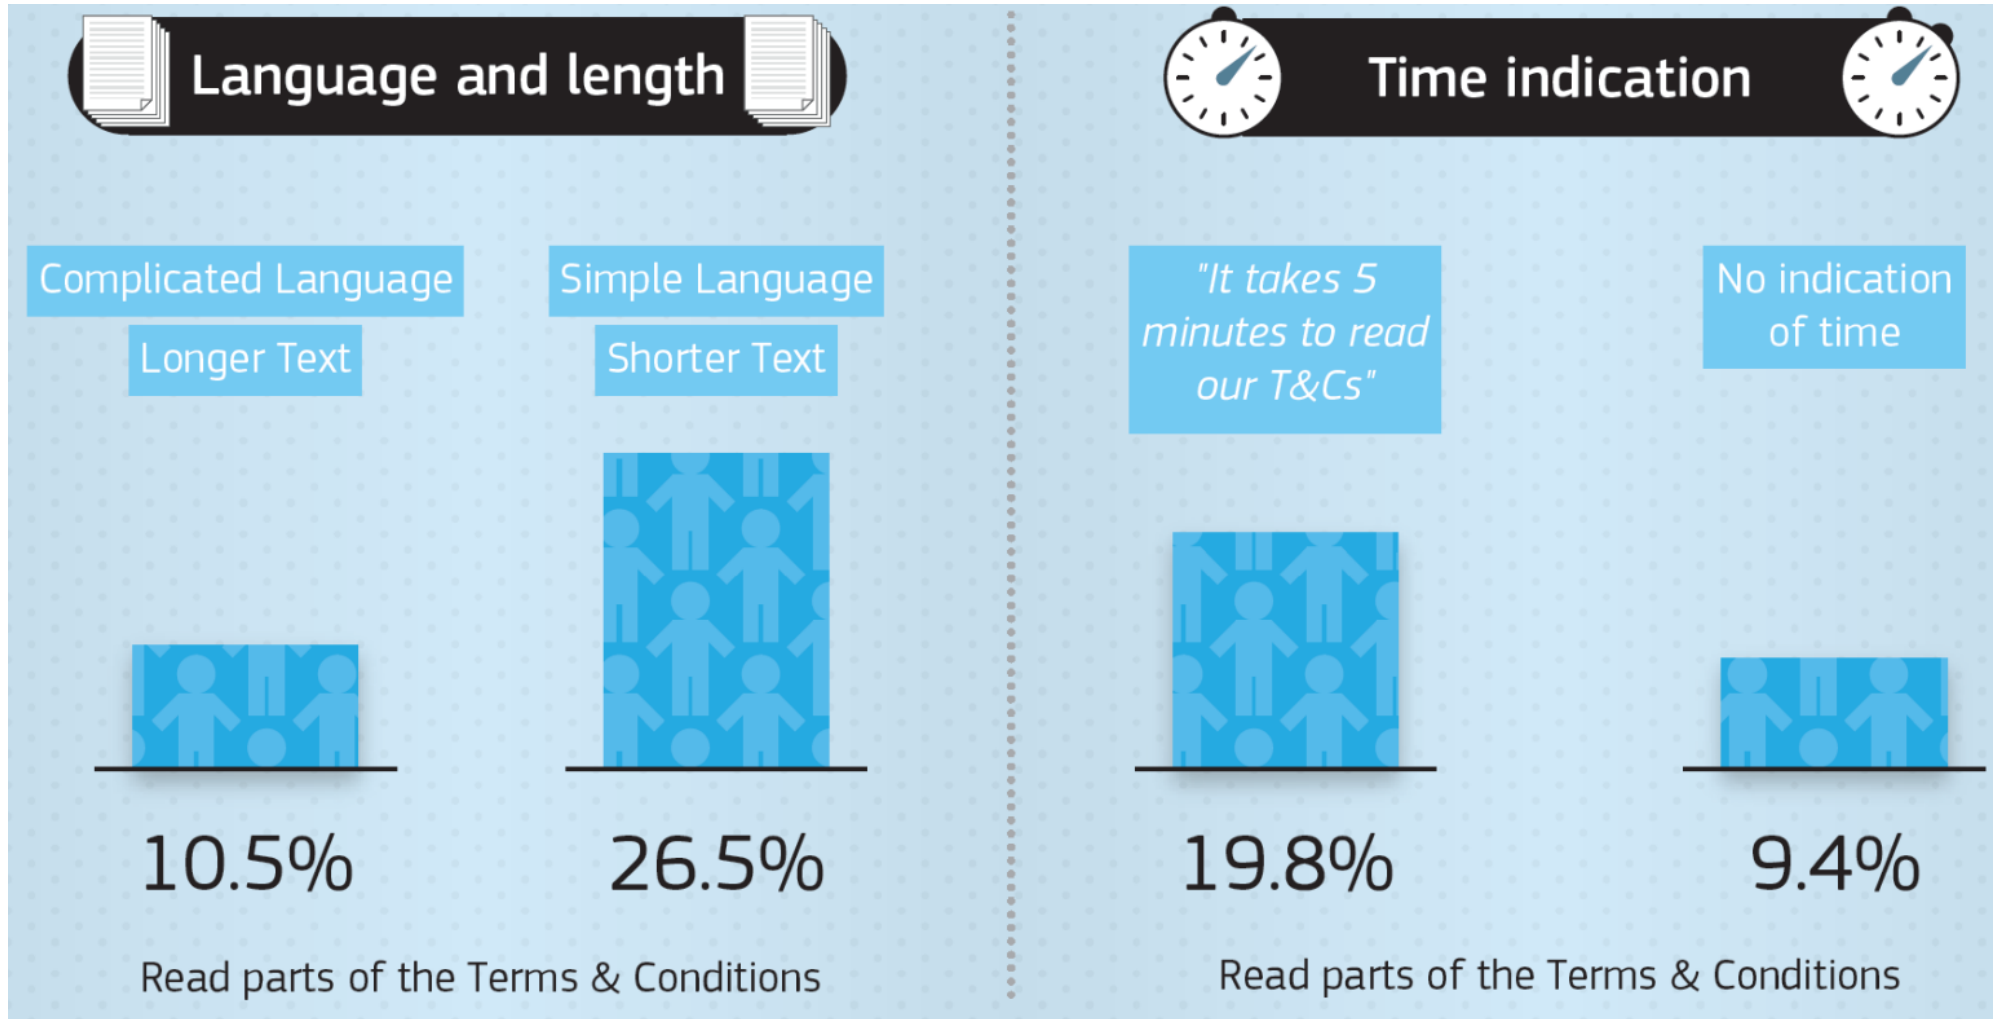 Language and length
Complicated Language
Longer Text
Simple Language
Shorter Text
10.5%
26.5%
Read parts of the Terms & Conditions
Time indication
"It takes 5
minutes to read
our T&Cs"
No indication
of time
19.8%
9.4%
Read parts of the Terms & Conditions